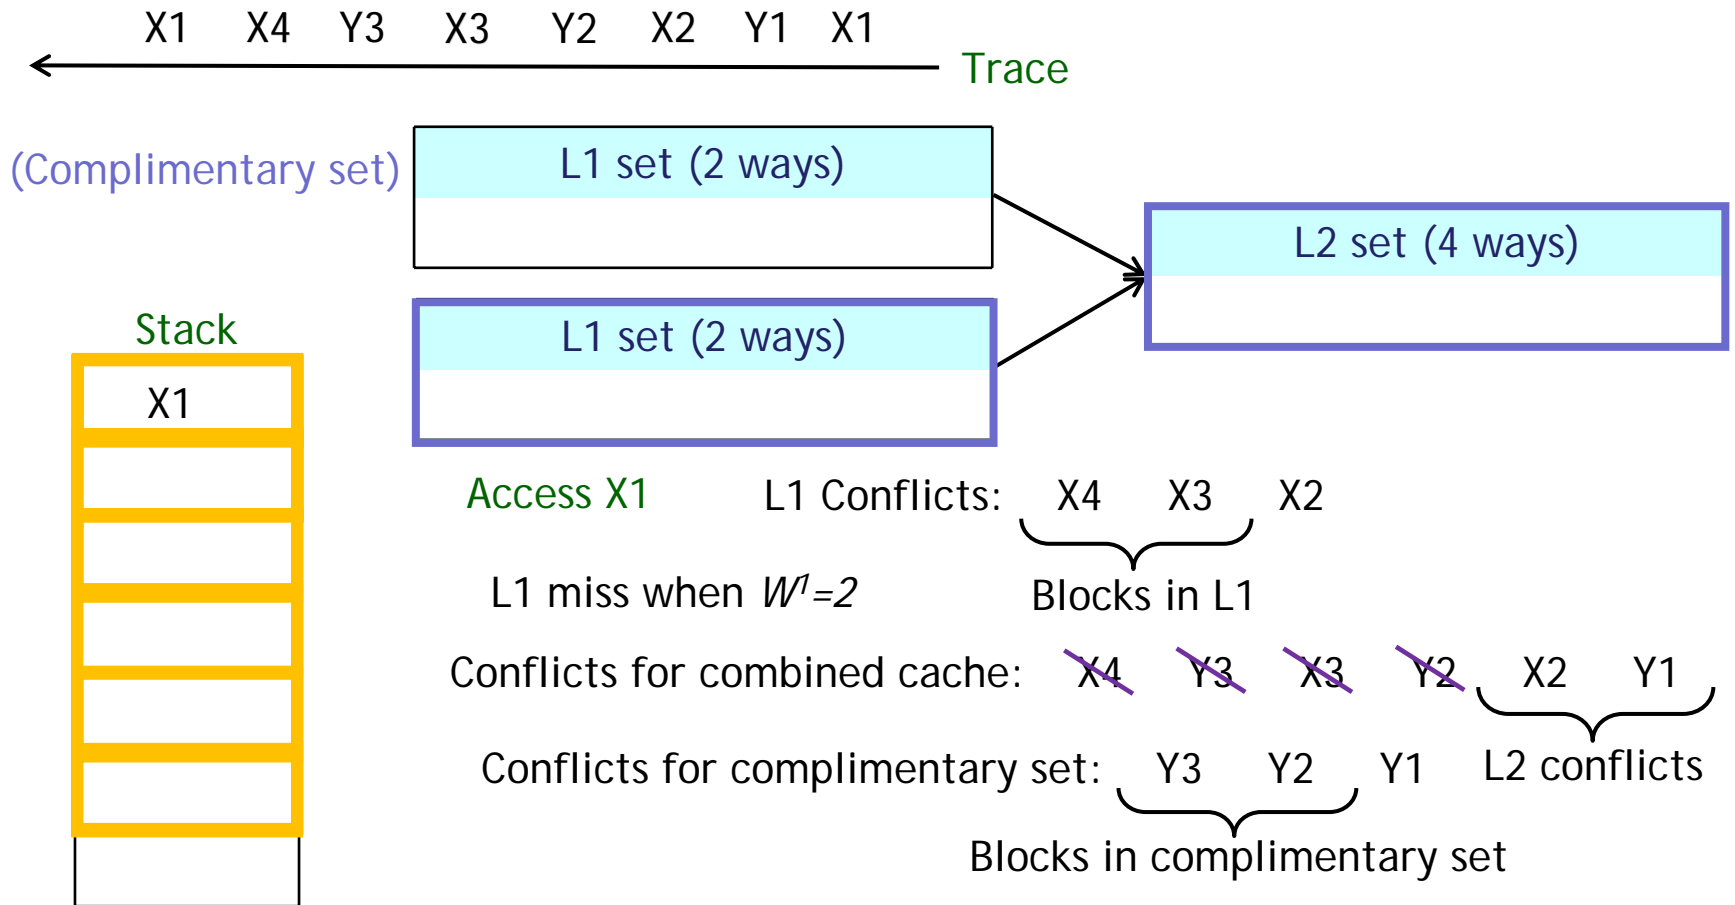 X1 X4 Y3 X3 Y2 X2 Y1 X1
Trace
(Complimentary set)
L1 set (2 ways)
L2 set (4 ways)
L1 set (2 ways)
Stack
X1
Access X1
L1 Conflicts: X4 X3 X2
L1 miss when W¹=2
Blocks in L1
Conflicts for combined cache: X4 Y3 X3 Y2 X2 Y1
Conflicts for complimentary set: Y3 Y2 Y1
L2 conflicts
Blocks in complimentary set